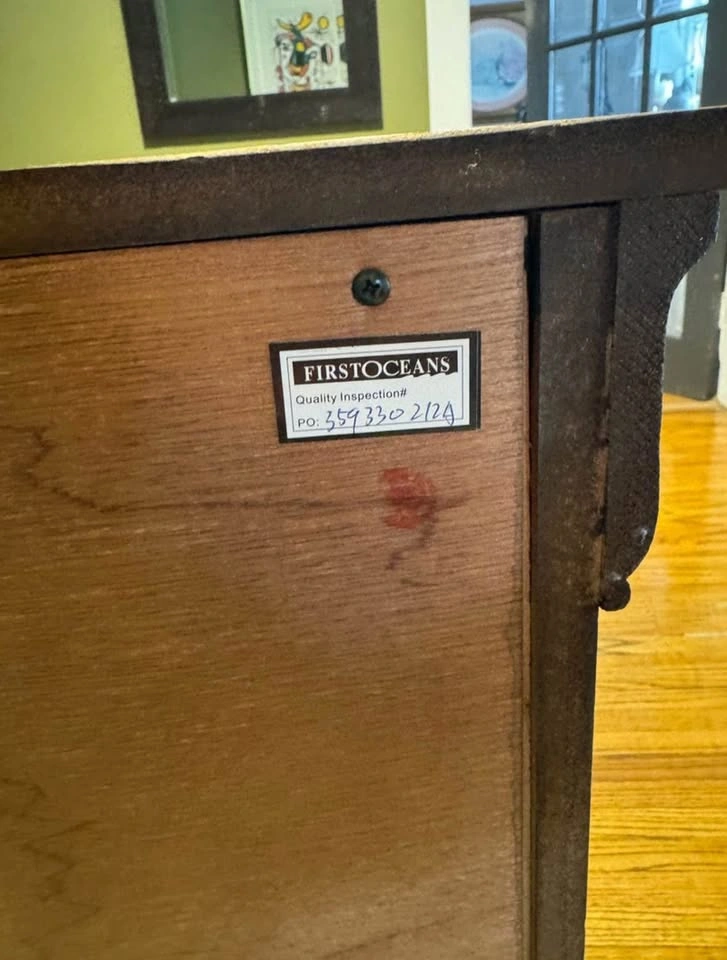 FIRSTOCEANS
Quality Inspection#
PO: 359330 212A